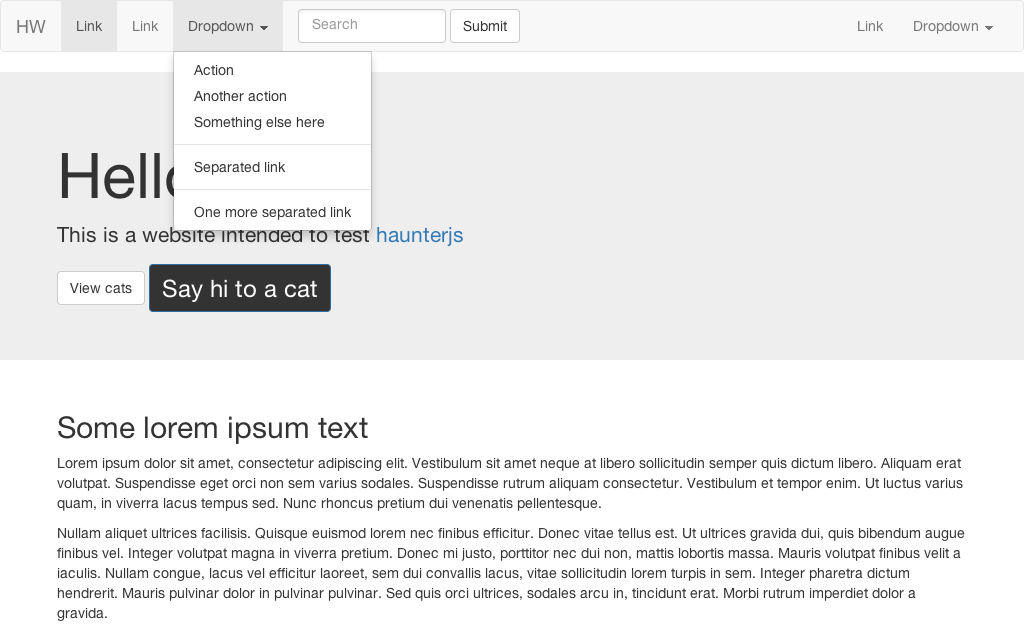 HW Link Link Dropdown Search Submit Link Dropdown
Action
Another action
Something else here
Separated link
One more separated link
This is a website intended to test haunterjs
View cats Say hi to a cat
Some lorem ipsum text
Lorem ipsum dolor sit amet, consectetur adipiscing elit. Vestibulum sit amet neque at libero sollicitudin semper quis dictum libero. Aliquam erat
volutpat. Suspendisse eget orci non sem varius sodales. Suspendisse rutrum aliquam consectetur. Vestibulum et tempor enim. Ut luctus varius
quam, in viverra lacus tempus sed. Nunc rhoncus pretium dui venenatis pellentesque.
Nullam aliquet ultrices facilisis. Quisque euismod lorem nec finibus efficitur. Donec vitae tellus est. Ut ultrices gravida dui, quis bibendum augue
finibus vel. Integer volutpat magna in viverra pretium. Donec mi justo, porttitor nec dui non, mattis lobortis massa. Mauris volutpat finibus velit a
iaculis. Nullam congue, lacus vel efficitur laoreet, sem dui convallis lacus, vitae sollicitudin lorem turpis in sem. Integer pharetra dictum
hendrerit. Mauris pulvinar dolor in pulvinar pulvinar. Sed quis orci ultrices, sodales arcu in, tincidunt erat. Morbi rutrum imperdiet dolor a
gravida.